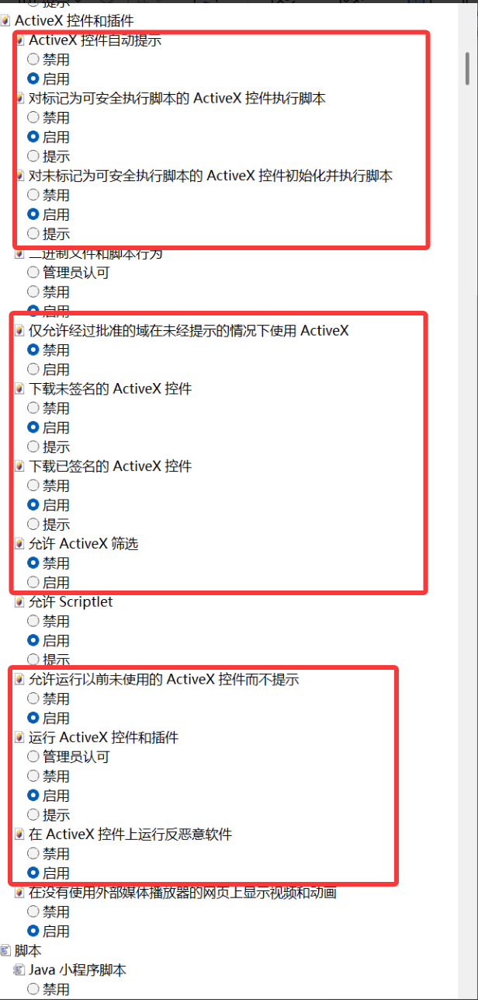 提示
ActiveX 控件和插件
ActiveX 控件自动提示
禁用
启用
对标记为可安全执行脚本的 ActiveX 控件执行脚本
禁用
启用
提示
对未标记为可安全执行脚本的 ActiveX 控件初始化并执行脚本
禁用
启用
提示
二进制文件和脚本行为
管理员认可
禁用
启用
仅允许经过批准的域在未经提示的情况下使用 ActiveX
禁用
启用
下载未签名的 ActiveX 控件
禁用
启用
提示
下载已签名的 ActiveX 控件
禁用
启用
提示
允许 ActiveX 筛选
禁用
启用
允许 Scriptlet
禁用
启用
提示
允许运行以前未使用的 ActiveX 控件而不提示
禁用
启用
运行 ActiveX 控件和插件
管理员认可
禁用
启用
提示
在 ActiveX 控件上运行反恶意软件
禁用
启用
在没有使用外部媒体播放器的网页上显示视频和动画
禁用
启用
脚本
Java 小程序脚本
禁用